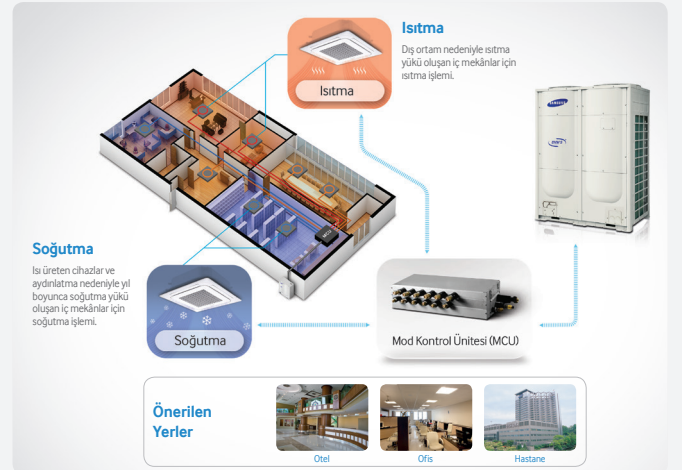 Isıtma
Dış ortam nedeniyle ısıtma
yükü oluşan iç mekânlar için
ısıtma işlemi.
Isıtma
SAMSUNG
MCU
Soğutma
Isı üreten cihazlar ve
aydınlatma nedeniyle yıl
boyunca soğutma yükü
oluşan iç mekânlar için
soğutma işlemi.
Soğutma
Mod Kontrol Ünitesi (MCU)
Önerilen
Yerler
Otel
Ofis
Hastane